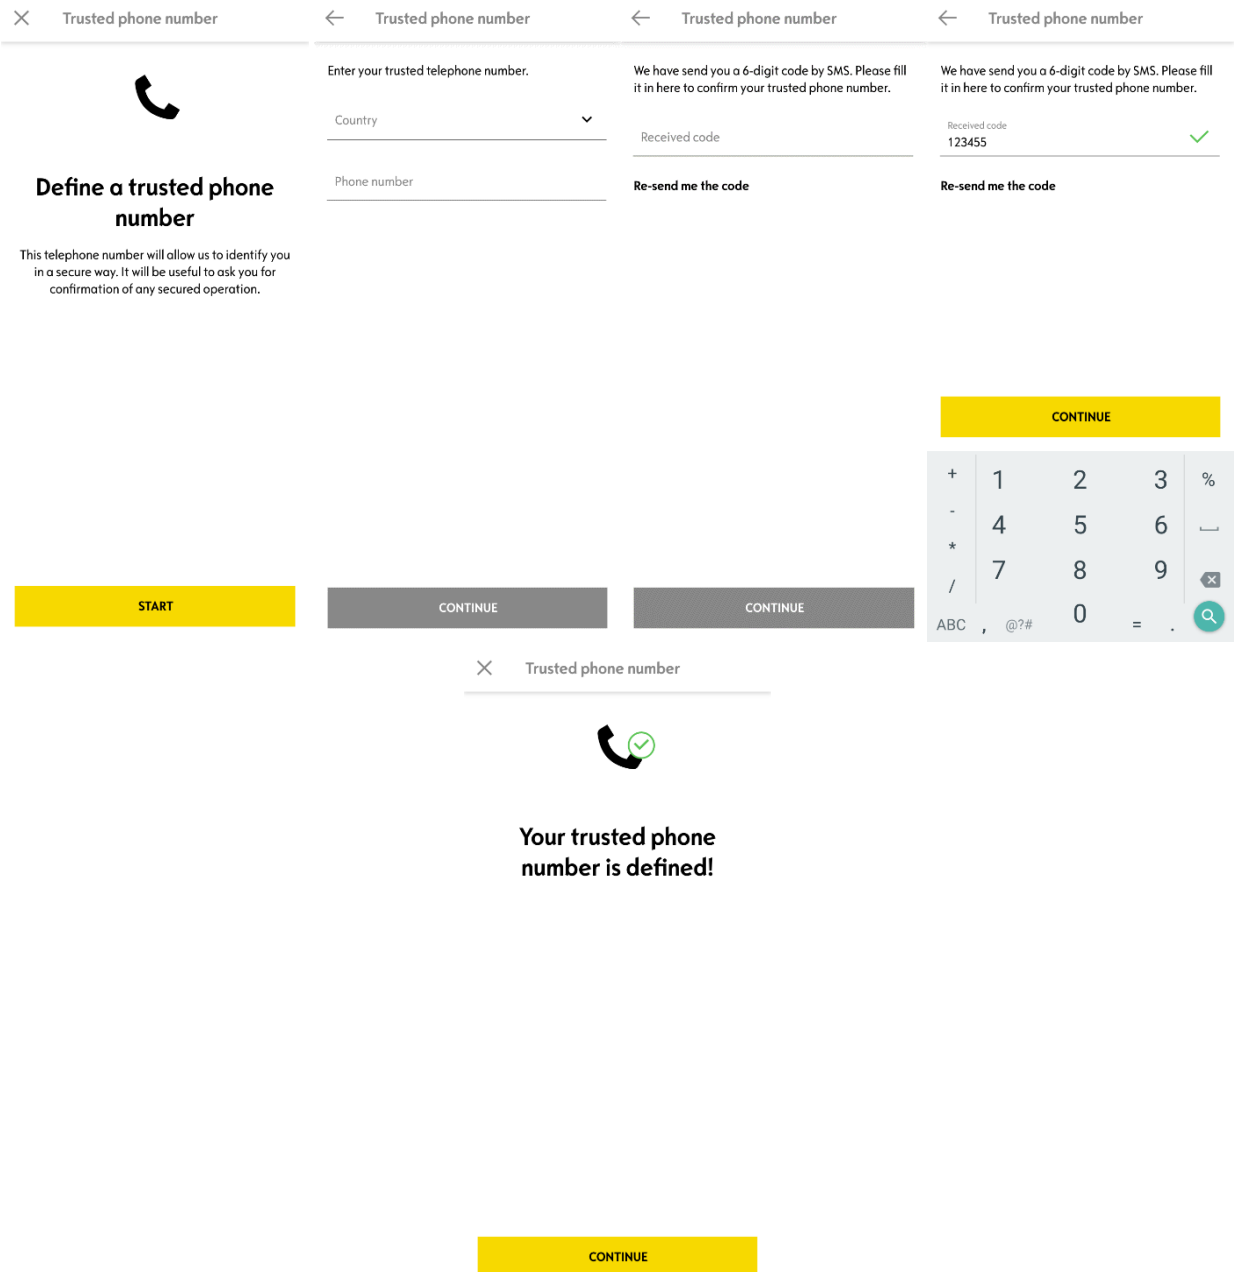 Trusted phone number
Define a trusted phone
number
This telephone number will allow us to identify you
in a secure way. It will be useful to ask you for
confirmation of any secured operation.
START
Trusted phone number
Enter your trusted telephone number.
Country
Phone number
CONTINUE
Trusted phone number
We have send you a 6-digit code by SMS. Please fill
it in here to confirm your trusted phone number.
Received code
Re-send me the code
CONTINUE
Trusted phone number
We have send you a 6-digit code by SMS. Please fill
it in here to confirm your trusted phone number.
Received code
123455
Re-send me the code
CONTINUE
+ 1 2 3 %
- 4 5 6
* 7 8 9
/
ABC , @?# 0 = .
Trusted phone number
Your trusted phone
number is defined!
CONTINUE